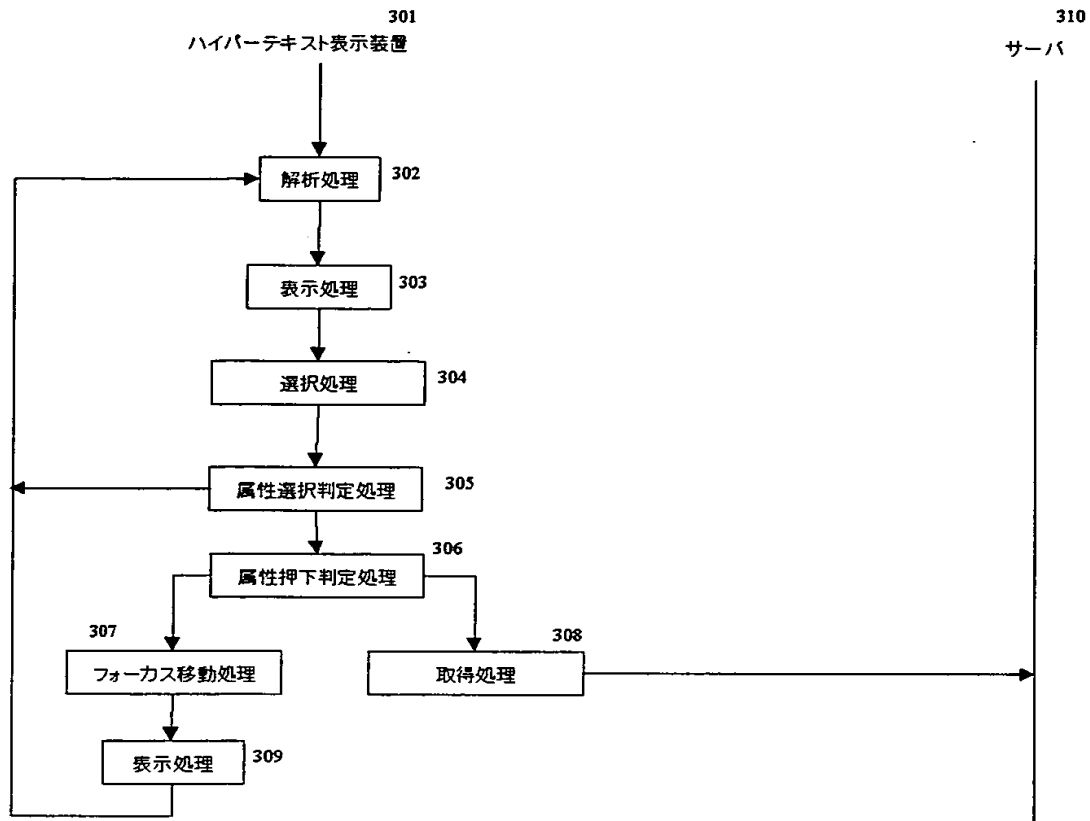 301
ハイパーテキスト表示装置
310
サーバ
解析処理
302
表示処理
303
選択処理
304
属性選択判定処理
305
306
属性押下判定処理
307
フォーカス移動処理
308
取得処理
表示処理
309